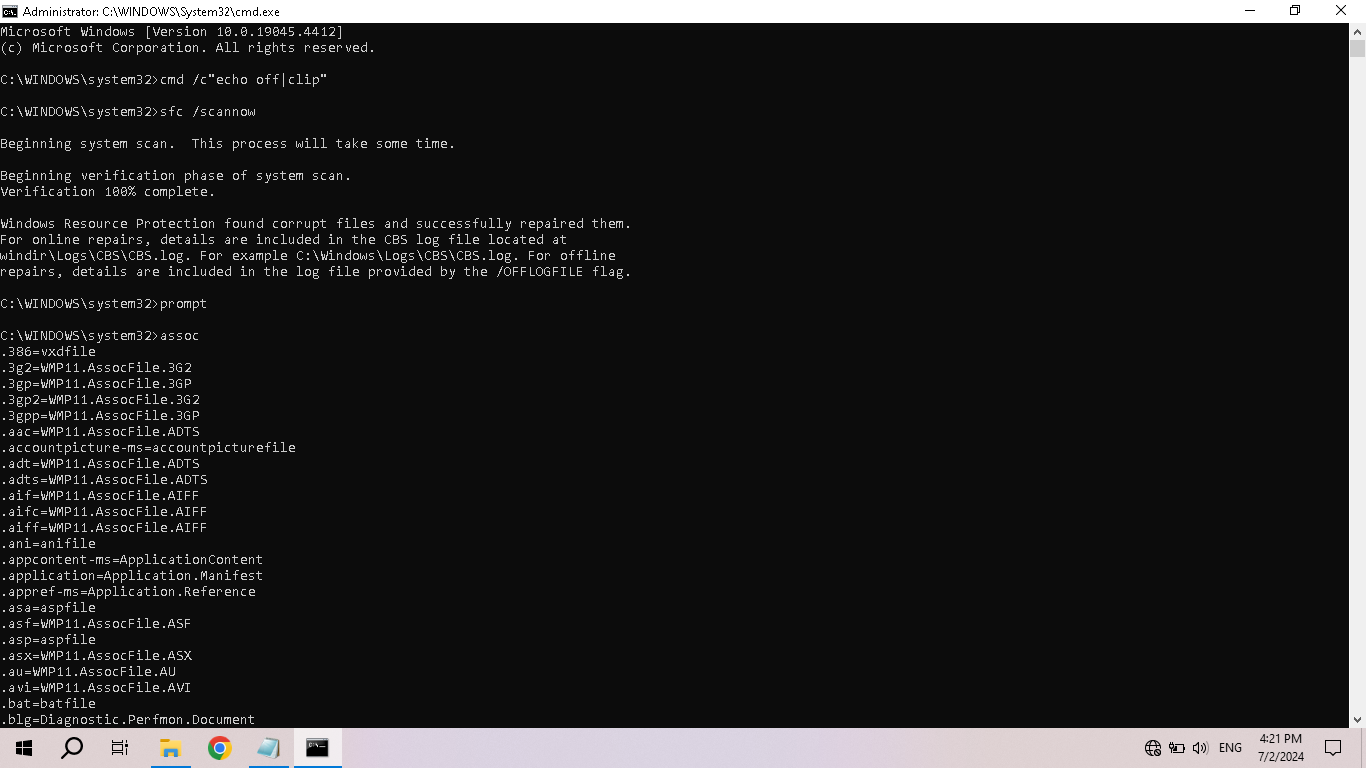 Administrator: C:\WINDOWS\System32\cmd.exe
Microsoft Windows [Version 10.0.19045.4412]
(c) Microsoft Corporation. All rights reserved.
C:\WINDOWS\system32>cmd /c"echo off|clip"
C:\WINDOWS\system32>sfc /scannow
Beginning system scan.  This process will take some time.
Beginning verification phase of system scan.
Verification 100% complete.
Windows Resource Protection found corrupt files and successfully repaired them.
For online repairs, details are included in the CBS log file located at
windir\Logs\CBS\CBS.log. For example C:\Windows\Logs\CBS\CBS.log. For offline
repairs, details are included in the log file provided by the /OFFLOGFILE flag.
C:\WINDOWS\system32>prompt
C:\WINDOWS\system32>assoc
.386=vxdfile
.3g2=WMP11.AssocFile.3G2
.3gp=WMP11.AssocFile.3GP
.3gp2=WMP11.AssocFile.3G2
.3gpp=WMP11.AssocFile.3GP
.aac=WMP11.AssocFile.ADTS
.accountpicture-ms=accountpicturefile
.adt=WMP11.AssocFile.ADTS
.adts=WMP11.AssocFile.ADTS
.aif=WMP11.AssocFile.AIFF
.aifc=WMP11.AssocFile.AIFF
.aiff=WMP11.AssocFile.AIFF
.ani=anifile
.appcontent-ms=ApplicationContent
.application=Application.Manifest
.appref-ms=Application.Reference
.asa=aspfile
.asf=WMP11.AssocFile.ASF
.asp=aspfile
.asx=WMP11.AssocFile.ASX
.au=WMP11.AssocFile.AU
.avi=WMP11.AssocFile.AVI
.bat=batfile
.blg=Diagnostic.Perfmon.Document
ENG
4:21 PM
7/2/2024